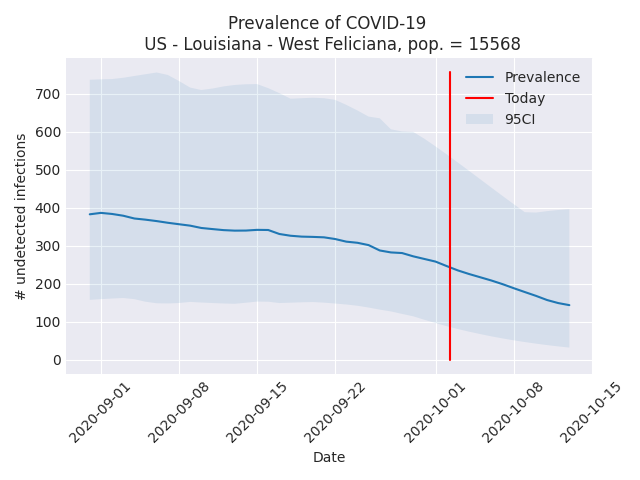 Prevalence of COVID-19
US - Louisiana - West Feliciana, pop. = 15568
Prevalence
Today
95CI
# undetected infections
700
600
500
400
300
200
100
0
2020-09-01
2020-09-08
2020-09-15
2020-09-22
2020-10-01
2020-10-08
2020-10-15
Date